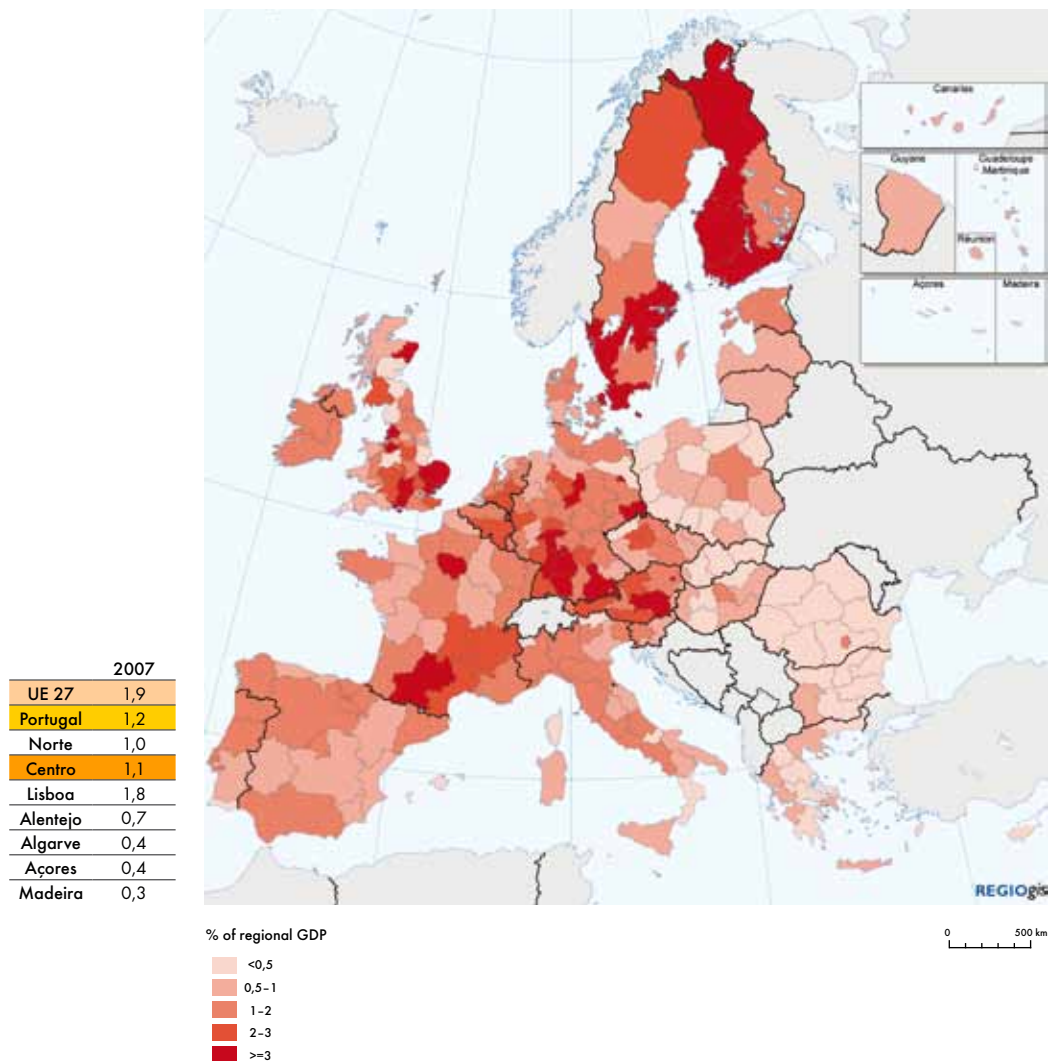 Canarias
Guyane
Guadeloupe
Martinique
Réunion
Açores
Madeira
2007
UE 27 1,9
Portugal 1,2
Norte 1,0
Centro 1,1
Lisboa 1,8
Alentejo 0,7
Algarve 0,4
Açores 0,4
Madeira 0,3
REGIOgis
% of regional GDP
<0,5
0,5–1
1–2
2–3
>=3
0 500 km